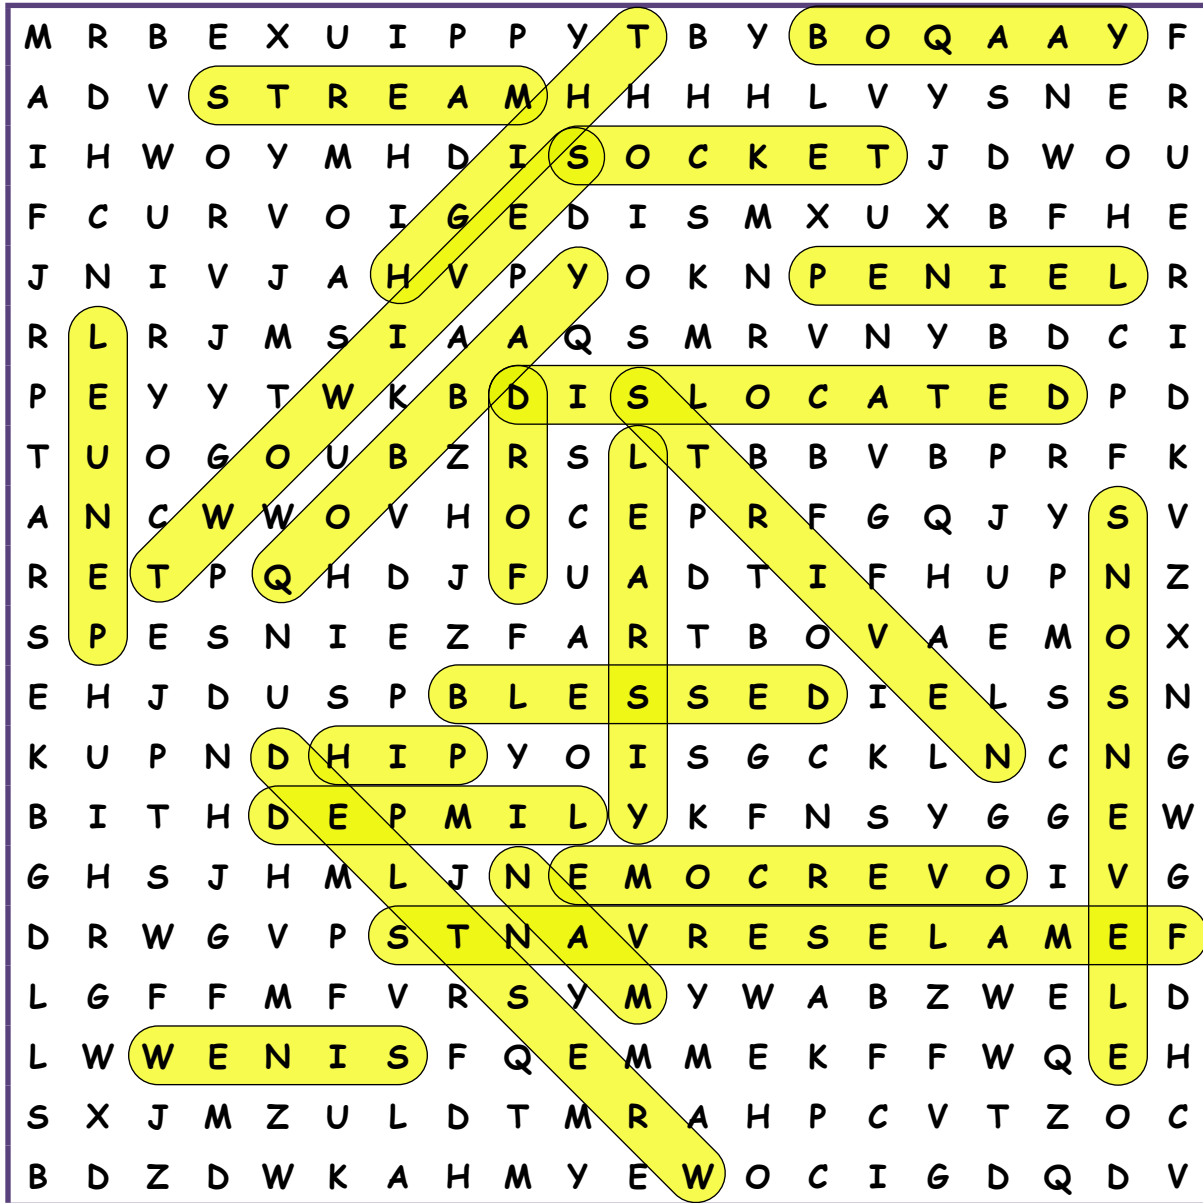 M R B E X U I P P Y T B Y B O Q A A Y F
A D V S T R E A M H H H H L V Y S N E R
I H W O Y M H D I S O C K E T J D W O U
F C U R V O I G E D I S M X U X B F H E
J N I V J A H V P Y O K N P E N I E L R
R L R J M S I A A Q S M R V N Y B D C I
P E Y Y T W K B D I S L O C A T E D P D
T U O G O U B Z R S L T B B V B P R F K
A N C W W O V H O C E P R F G Q J Y S V
R E T P Q H D J F U A D T I F H U P N Z
S P E S N I E Z F A R T B O V A E M O X
E H J D U S P B L E S S E D I E L S S N
K U P N D H I P Y O I S G C K L N C N G
B I T H D E P M I L Y K F N S Y G G E W
G H S J H M L J N E M O C R E V O I V G
D R W G V P S T N A V R E S E L A M E F
L G F F M F V R S Y M Y W A B Z W E L D
L W W E N I S F Q E M M E K F F W Q E H
S X J M Z U L D T M R A H P C V T Z O C
B D Z D W K A H M Y E W O C I G D Q D V